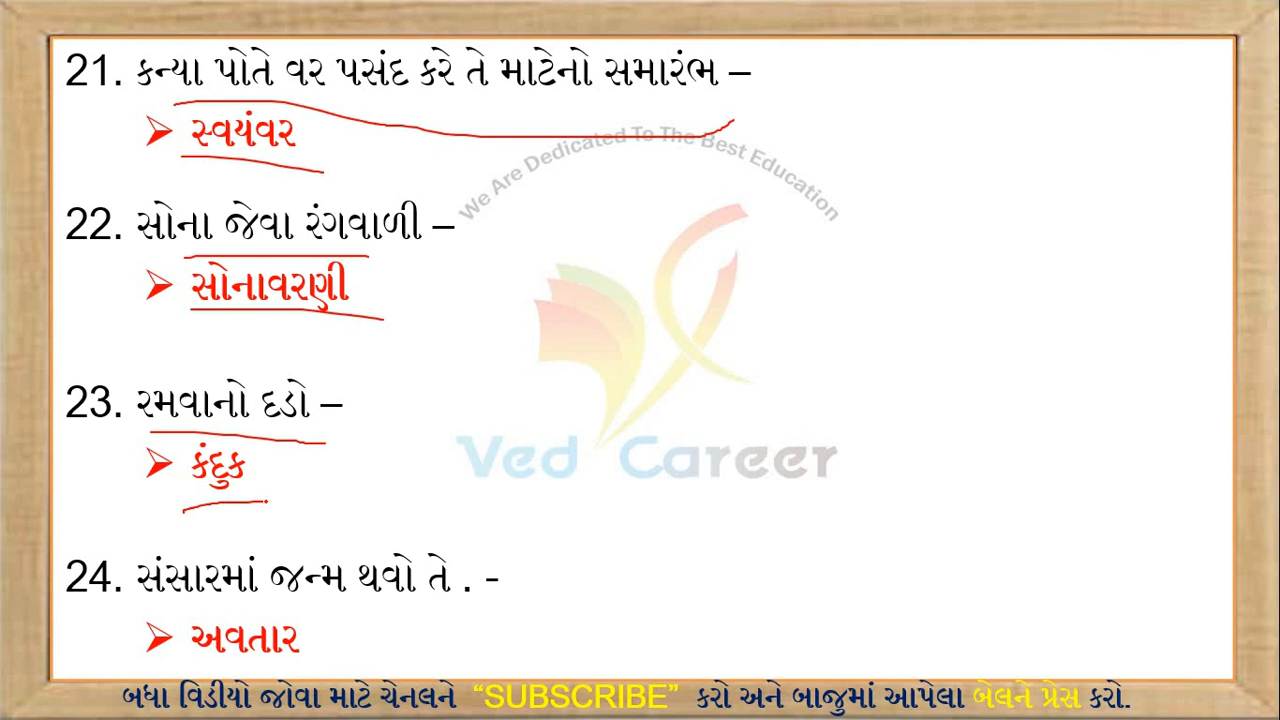 21. કન્યા પોતે વર પસંદ કરે તે માટેનો સમારંભ –
➢ સ્વયંવર
We Are Dedicated To The Best Education
22. સોના જેવા રંગવાળી –
➢ સોનાવરણી
23. રમવાનો દડો –
➢ કંદુક
Ved Career
24. સંસારમાં જન્મ થવો તે . -
➢ અવતાર
બધા વિડીયો જોવા માટે ચેનલને “SUBSCRIBE” કરો અને બાજુમાં આપેલા બેલને પ્રેસ કરો.